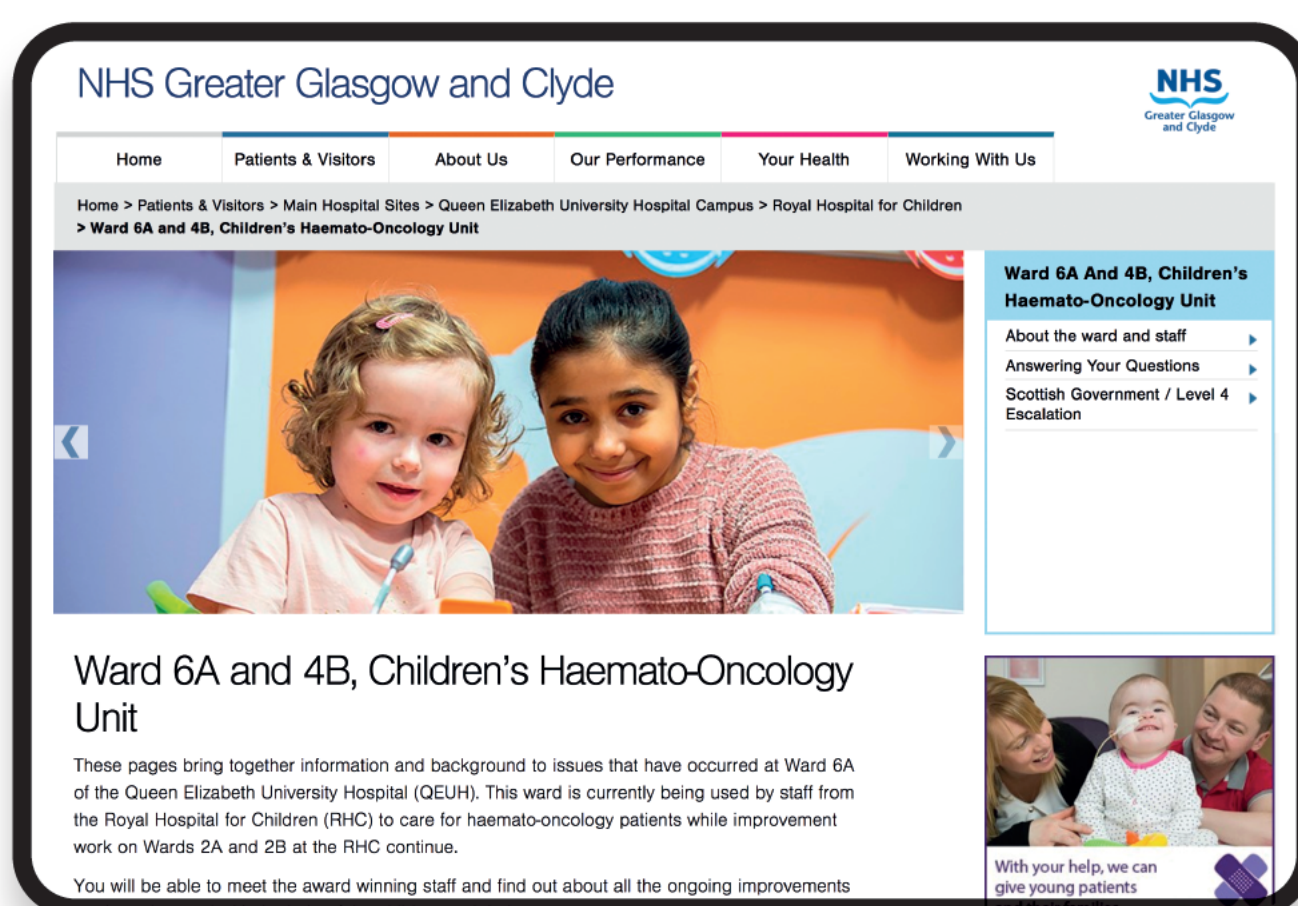 NHS Greater Glasgow and Clyde
NHS
Greater Glasgow
and Clyde
Home
Patients & Visitors
About Us
Our Performance
Your Health
Working With Us
Home > Patients & Visitors > Main Hospital Sites > Queen Elizabeth University Hospital Campus > Royal Hospital for Children
> Ward 6A and 4B, Children's Haemato-Oncology Unit
Ward 6A And 4B, Children's
Haemato-Oncology Unit
About the ward and staff
Answering Your Questions
Scottish Government / Level 4
Escalation
Ward 6A and 4B, Children's Haemato-Oncology
Unit
These pages bring together information and background to issues that have occurred at Ward 6A
of the Queen Elizabeth University Hospital (QEUH). This ward is currently being used by staff from
the Royal Hospital for Children (RHC) to care for haemato-oncology patients while improvement
work on Wards 2A and 2B at the RHC continue.
You will be able to meet the award winning staff and find out about all the ongoing improvements
With your help, we can
give young patients